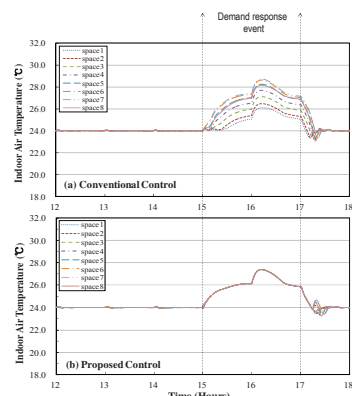 Demand response
event
Indoor Air Temperature (℃)
32.0
30.0
28.0
26.0
24.0
22.0
20.0
18.0
space1
space2
space3
space4
space5
space6
space7
space8
(a) Conventional Control
12 13 14 15 16 17 18
Indoor Air Temperature (℃)
32.0
30.0
28.0
26.0
24.0
22.0
20.0
18.0
space1
space2
space3
space4
space5
space6
space7
space8
(b) Proposed Control
12 13 14 15 16 17 18
Time (Hours)